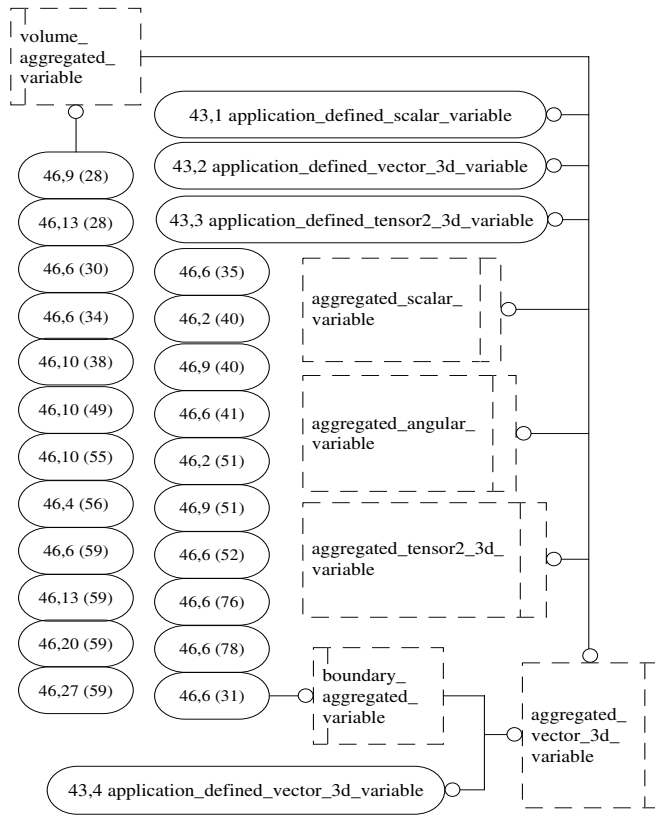 volume_
aggregated_
variable
43,1 application_defined_scalar_variable
43,2 application_defined_vector_3d_variable
43,3 application_defined_tensor2_3d_variable
46,9 (28)
46,13 (28)
46,6 (30)
46,6 (34)
46,10 (38)
46,10 (49)
46,10 (55)
46,4 (56)
46,6 (59)
46,13 (59)
46,20 (59)
46,27 (59)
46,6 (35)
46,2 (40)
46,9 (40)
46,6 (41)
46,2 (51)
46,9 (51)
46,6 (52)
46,6 (76)
46,6 (78)
46,6 (31)
aggregated_scalar_
variable
aggregated_angular_
variable
aggregated_tensor2_3d_
variable
boundary_
aggregated_
variable
aggregated_
vector_3d_
variable
43,4 application_defined_vector_3d_variable